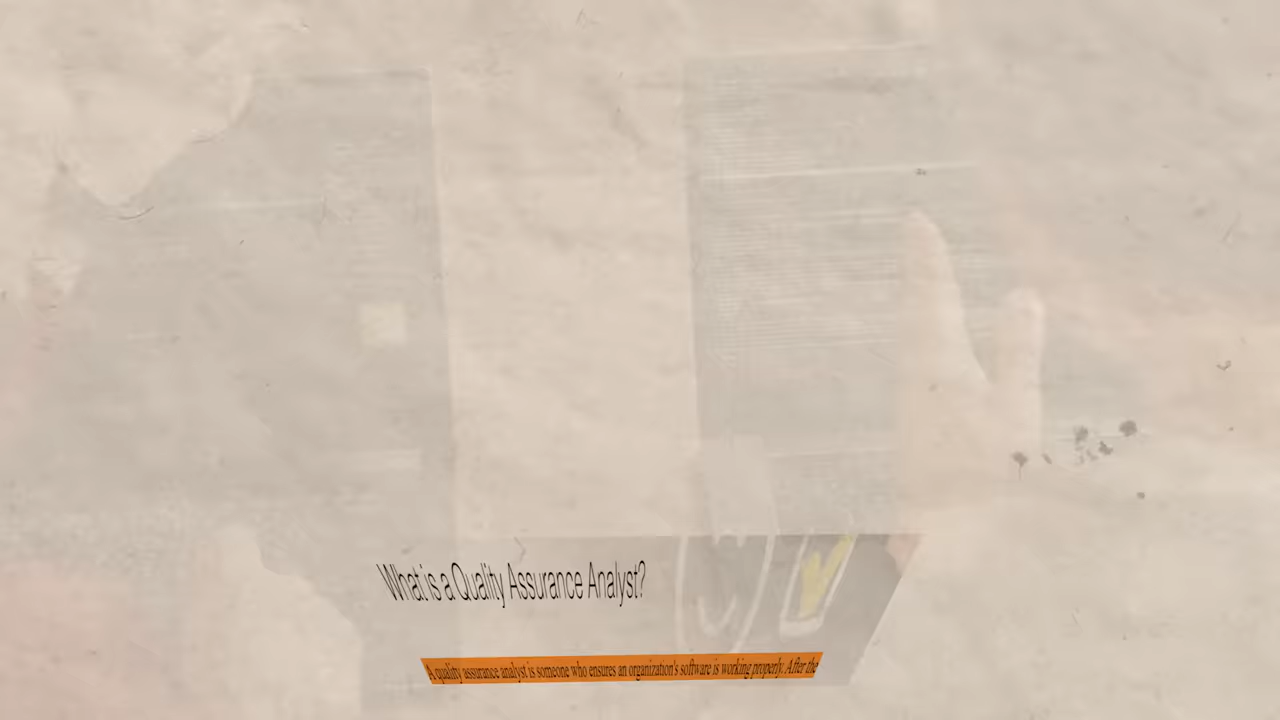 What is a Quality Assurance Analyst?
A quality assurance analyst is someone who ensures an organization's software is working properly. After the